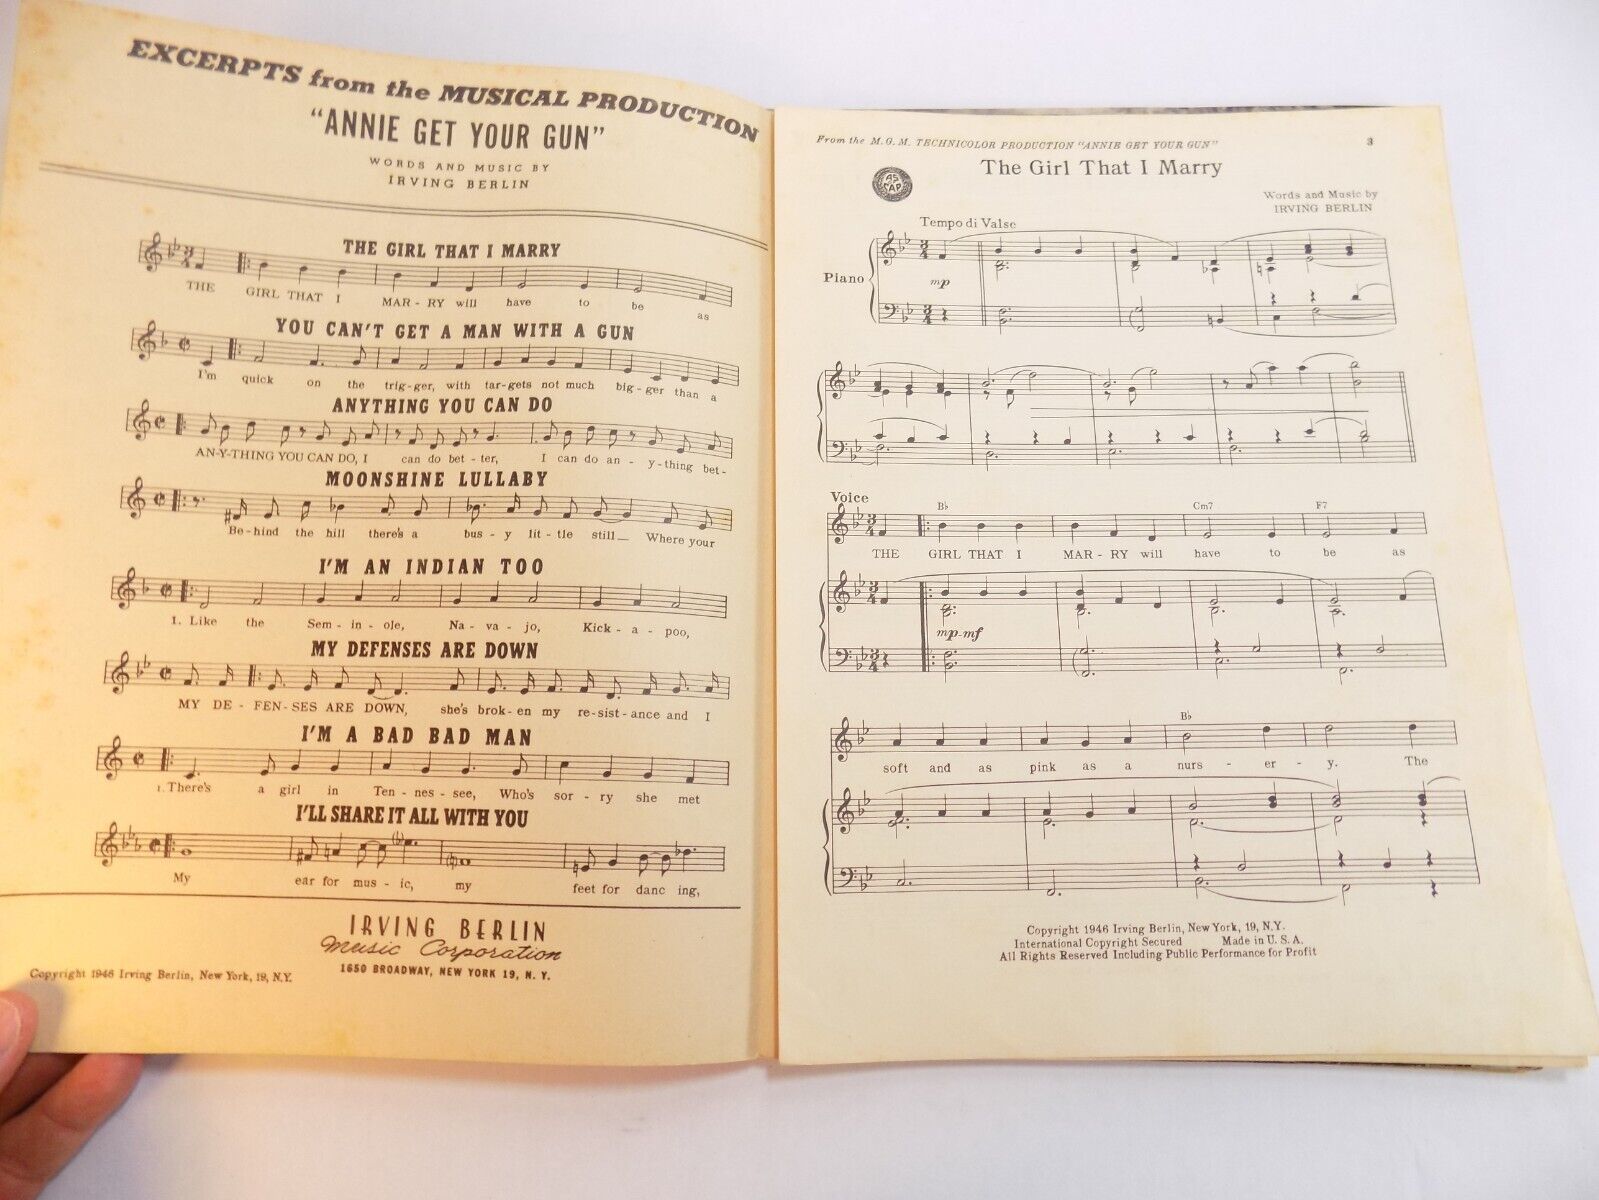 EXCERPTS from the MUSICAL PRODUCTION
"ANNIE GET YOUR GUN"
WORDS AND MUSIC BY
IRVING BERLIN
THE GIRL THAT I MARRY
THE GIRL THAT I MAR - RY will have to be as
YOU CAN'T GET A MAN WITH A GUN
I'm quick on the trig-ger, with tar-gets not much big-ger than a
ANYTHING YOU CAN DO
AN-Y-THING YOU CAN DO, I can do bet-ter, I can do an-y-thing bet-
MOONSHINE LULLABY
Be-hind the hill there's a bus-y lit-tle still Where your
I'M AN INDIAN TOO
1. Like the Sem-in-ole, Na-va-jo, Kick-a-poo,
MY DEFENSES ARE DOWN
MY DE-FEN-SES ARE DOWN, she's brok-en my re-sist-ance and I
I'M A BAD BAD MAN
1. There's a girl in Ten-nes-see, Who's sor-ry she met
I'LL SHARE IT ALL WITH YOU
My ear for mus-ic, my feet for danc ing,
IRVING BERLIN
Music Corporation
1650 BROADWAY, NEW YORK 19, N. Y.
Copyright 1946 Irving Berlin, New York, 19, N.Y.
From the M.G.M. TECHNICOLOR PRODUCTION "ANNIE GET YOUR GUN"
3
The Girl That I Marry
AS
CAP
Words and Music by
IRVING BERLIN
Tempo di Valse
Piano
mp
Voice
B♭ Cm7 F7
THE GIRL THAT I MAR - RY will have to be as
mp-mf
B♭
soft and as pink as a nurs - er - y. The
Copyright 1946 Irving Berlin, New York, 19, N.Y.
International Copyright Secured Made in U. S. A.
All Rights Reserved Including Public Performance for Profit